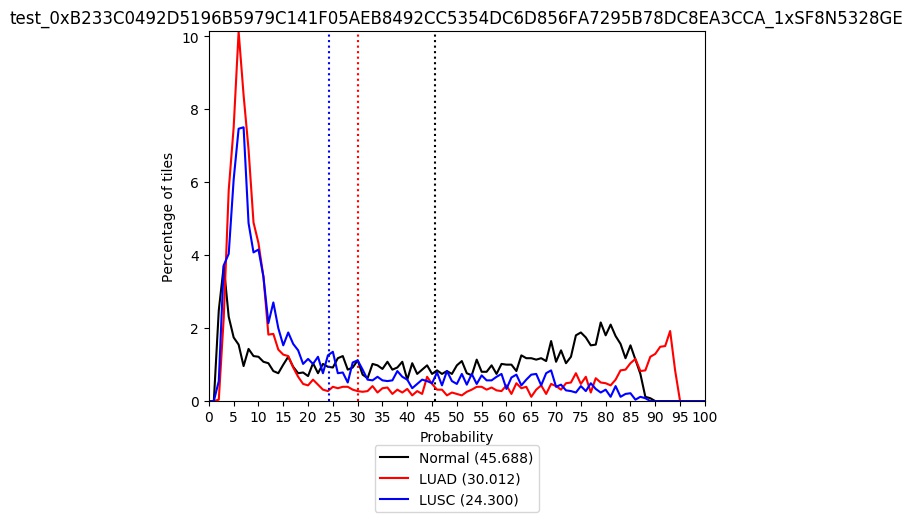 test_0xB233C0492D5196B5979C141F05AEB8492CC5354DC6D856FA7295B78DC8EA3CCA_1xSF8N5328GE
10
8
6
4
2
0
Percentage of tiles
0 5 10 15 20 25 30 35 40 45 50 55 60 65 70 75 80 85 90 95 100
Probability
Normal (45.688)
LUAD (30.012)
LUSC (24.300)